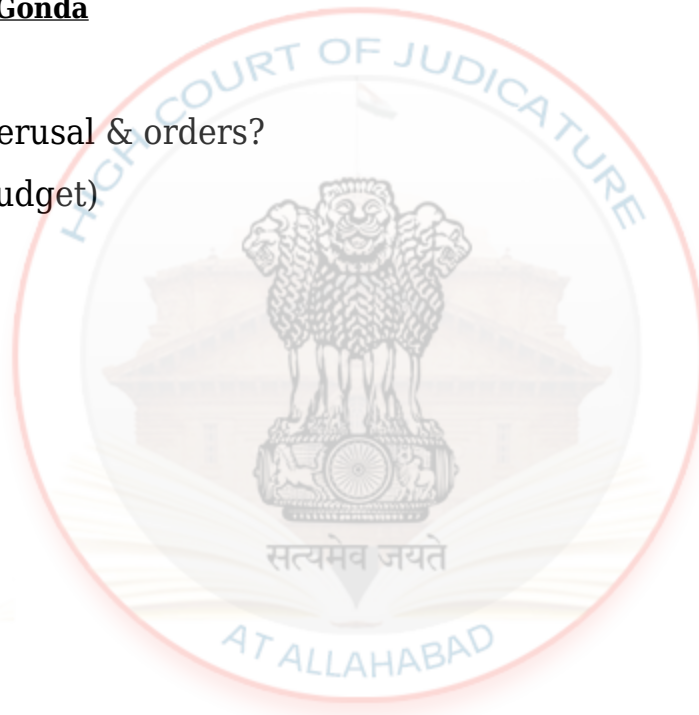 Gonda
erusal & orders?
udget)
HIGH COURT OF JUDICATURE
सत्यमेव जयते
AT ALLAHABAD